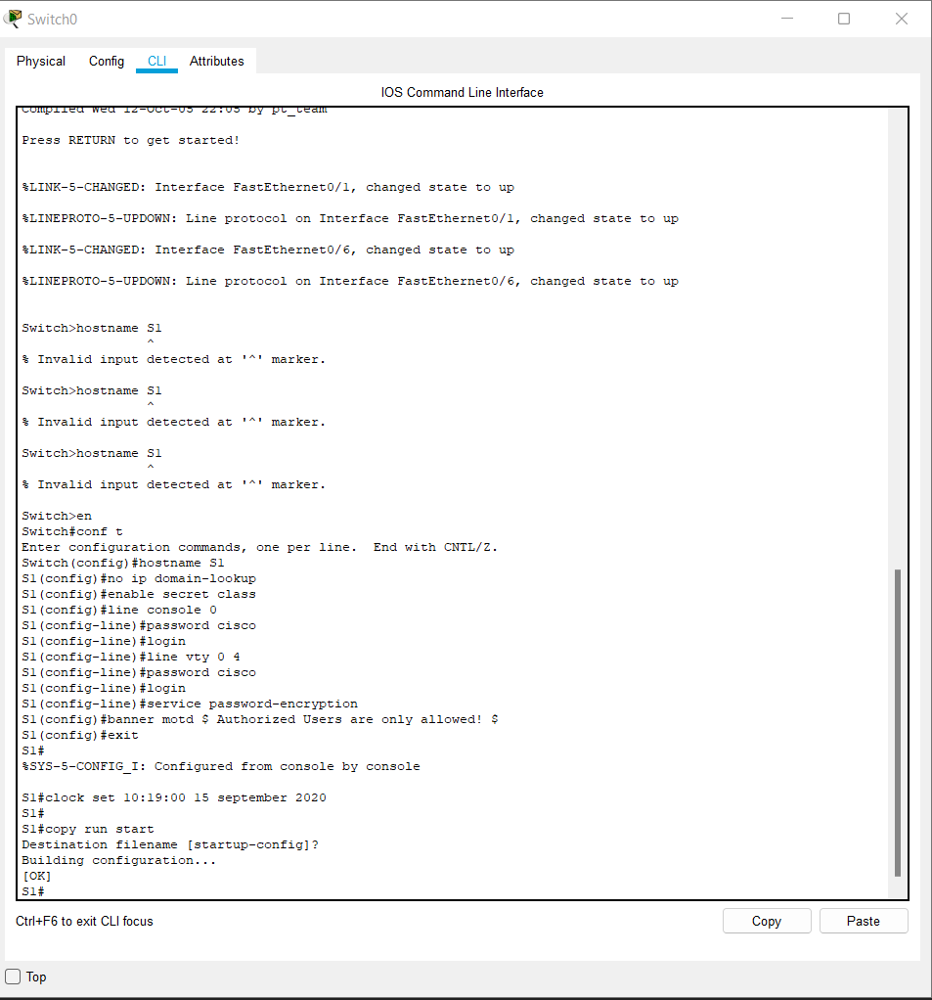 Switch0
Physical Config CLI Attributes
IOS Command Line Interface
Compiled Wed 12-Oct-05 22:05 by pt_team
Press RETURN to get started!
%LINK-5-CHANGED: Interface FastEthernet0/1, changed state to up
%LINEPROTO-5-UPDOWN: Line protocol on Interface FastEthernet0/1, changed state to up
%LINK-5-CHANGED: Interface FastEthernet0/6, changed state to up
%LINEPROTO-5-UPDOWN: Line protocol on Interface FastEthernet0/6, changed state to up
Switch>hostname S1
^
% Invalid input detected at '^' marker.
Switch>hostname S1
^
% Invalid input detected at '^' marker.
Switch>hostname S1
^
% Invalid input detected at '^' marker.
Switch>en
Switch#conf t
Enter configuration commands, one per line.  End with CNTL/Z.
Switch(config)#hostname S1
S1(config)#no ip domain-lookup
S1(config)#enable secret class
S1(config)#line console 0
S1(config-line)#password cisco
S1(config-line)#login
S1(config-line)#line vty 0 4
S1(config-line)#password cisco
S1(config-line)#login
S1(config-line)#service password-encryption
S1(config)#banner motd $ Authorized Users are only allowed! $
S1(config)#exit
S1#
%SYS-5-CONFIG_I: Configured from console by console
S1#clock set 10:19:00 15 september 2020
S1#
S1#copy run start
Destination filename [startup-config]?
Building configuration...
[OK]
S1#
Ctrl+F6 to exit CLI focus
Copy Paste
Top